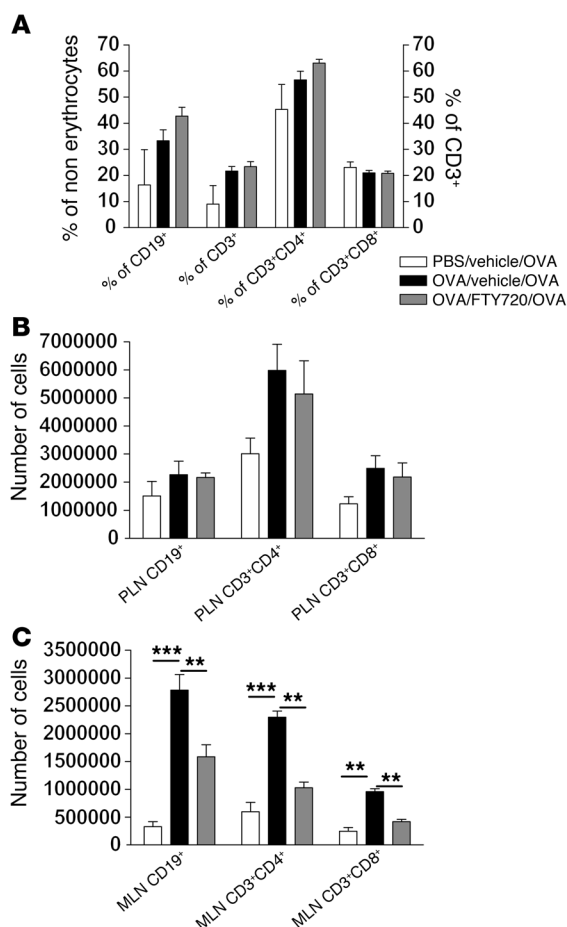 A
% of non erythrocytes
70 70
60 60
50 50
40 40
30 30
20 20
10 10
0 0
% of CD3⁺
% of CD19⁺
% of CD3⁺
% of CD3⁺CD4⁺
% of CD3⁺CD8⁺
PBS/vehicle/OVA
OVA/vehicle/OVA
OVA/FTY720/OVA
B
Number of cells
7000000
6000000
5000000
4000000
3000000
2000000
1000000
0
PLN CD19⁺
PLN CD3⁺CD4⁺
PLN CD3⁺CD8⁺
C
Number of cells
3500000
3000000
2500000
2000000
1500000
1000000
500000
0
*** **
*** **
** **
MLN CD19⁺
MLN CD3⁺CD4⁺
MLN CD3⁺CD8⁺